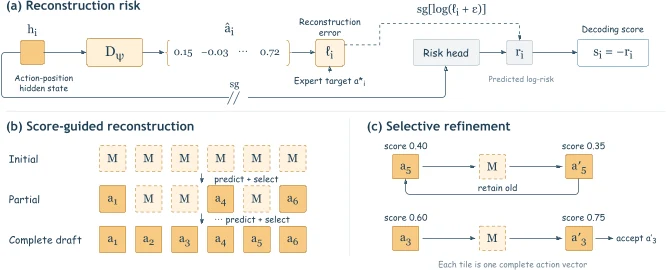 (a) Reconstruction risk
hᵢ
Action-position
hidden state
Dψ
âᵢ
0.15 −0.03 ⋯ 0.72
Reconstruction
error
ℓᵢ
Expert target a*ᵢ
sg[log(ℓᵢ + ε)]
sg
Risk head
rᵢ
Predicted log-risk
Decoding score
sᵢ = −rᵢ
(b) Score-guided reconstruction
Initial
M M M M M M
predict + select
Partial
a₁ M M a₄ M a₆
⋯ predict + select
Complete draft
a₁ a₂ a₃ a₄ a₅ a₆
(c) Selective refinement
score 0.40 score 0.35
a₅ M a′₅
retain old
score 0.60 score 0.75
a₃ M a′₃ accept a′₃
Each tile is one complete action vector